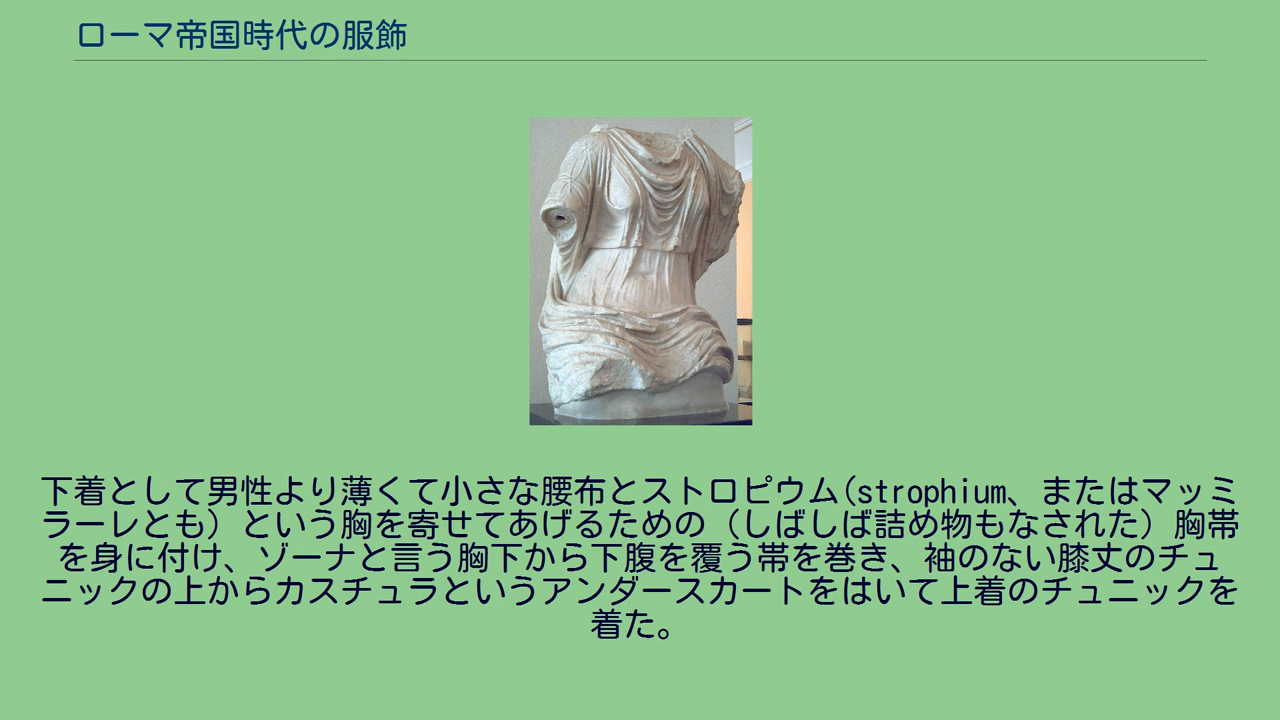 ローマ帝国時代の服飾
下着として男性より薄くて小さな腰布とストロピウム(strophium、またはマッミ
ラーレとも）という胸を寄せてあげるための（しばしば詰め物もなされた）胸帯
を身に付け、ゾーナと言う胸下から下腹を覆う帯を巻き、袖のない膝丈のチュ
ニックの上からカスチュラというアンダースカートをはいて上着のチュニックを
着た。